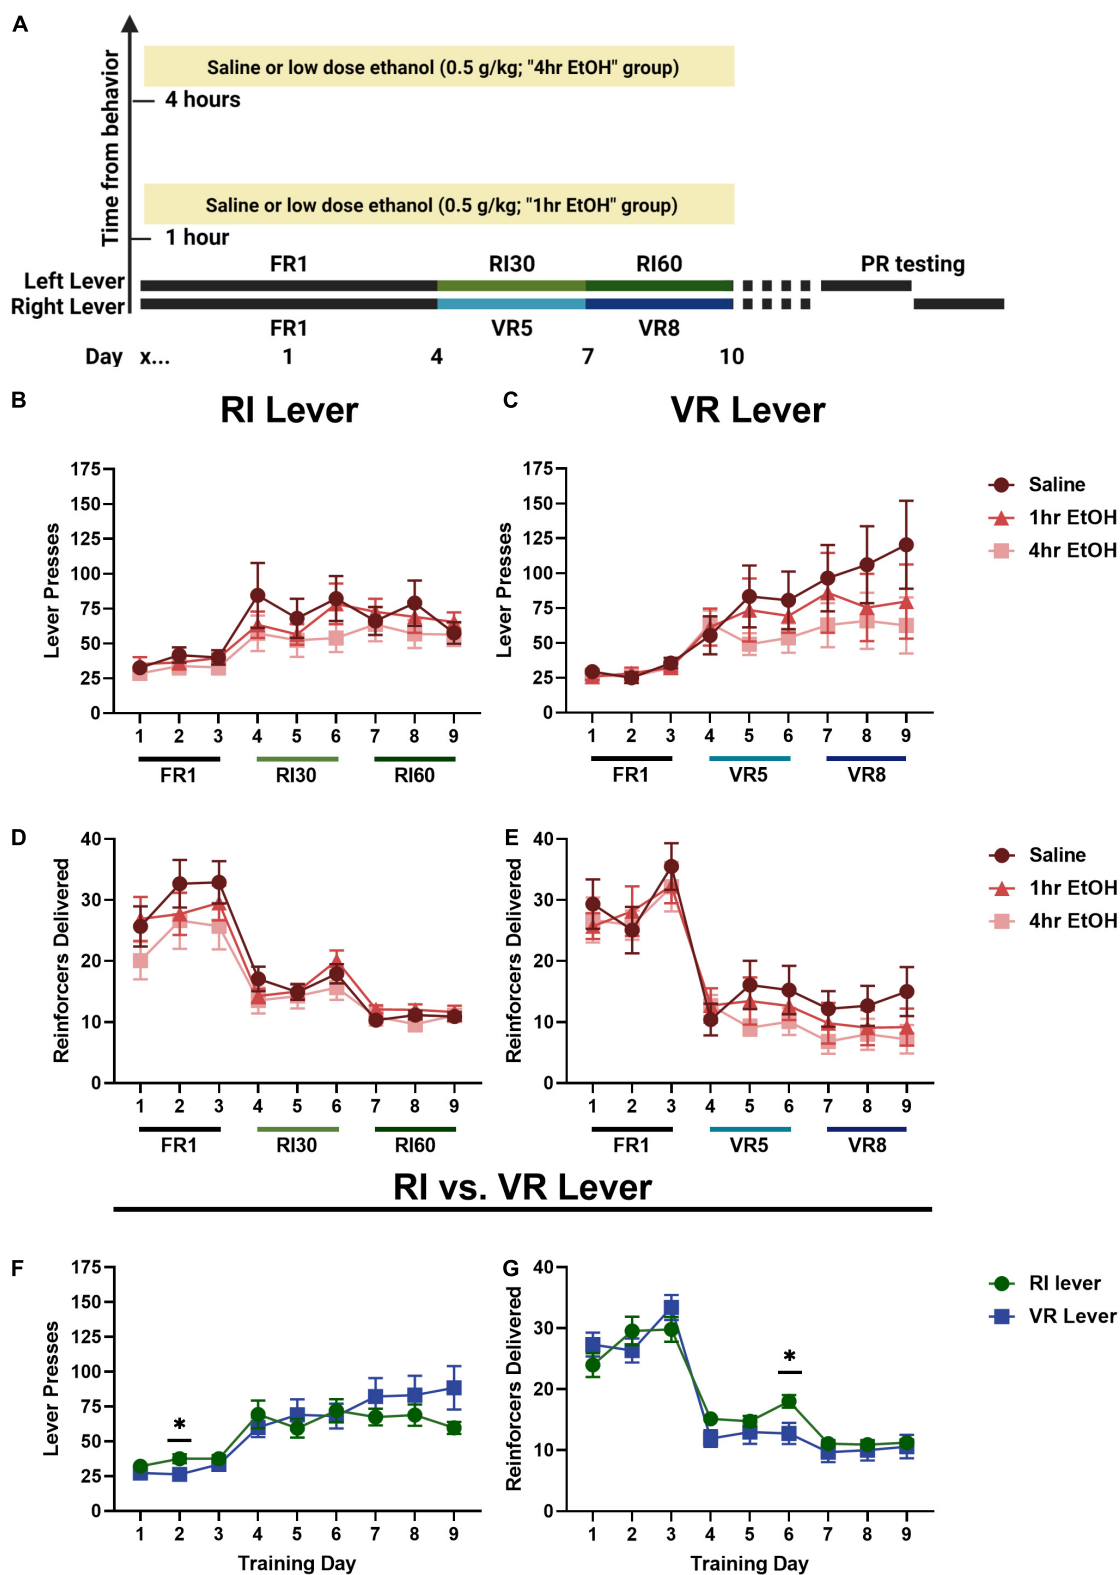 A
Time from behavior
Saline or low dose ethanol (0.5 g/kg; "4hr EtOH" group)
4 hours
Saline or low dose ethanol (0.5 g/kg; "1hr EtOH" group)
1 hour
FR1 RI30 RI60 PR testing
Left Lever
Right Lever
FR1 VR5 VR8
Day x... 1 4 7 10
B RI Lever
Lever Presses
175
150
125
100
75
50
25
0
1 2 3 4 5 6 7 8 9
FR1 RI30 RI60
C VR Lever
Lever Presses
175
150
125
100
75
50
25
0
1 2 3 4 5 6 7 8 9
FR1 VR5 VR8
Saline
1hr EtOH
4hr EtOH
D
Reinforcers Delivered
40
30
20
10
0
1 2 3 4 5 6 7 8 9
FR1 RI30 RI60
E
Reinforcers Delivered
40
30
20
10
0
1 2 3 4 5 6 7 8 9
FR1 VR5 VR8
Saline
1hr EtOH
4hr EtOH
RI vs. VR Lever
F
Lever Presses
175
150
125
100
75
50
25
0
*
1 2 3 4 5 6 7 8 9
Training Day
G
Reinforcers Delivered
40
30
20
10
0
*
1 2 3 4 5 6 7 8 9
Training Day
RI lever
VR Lever